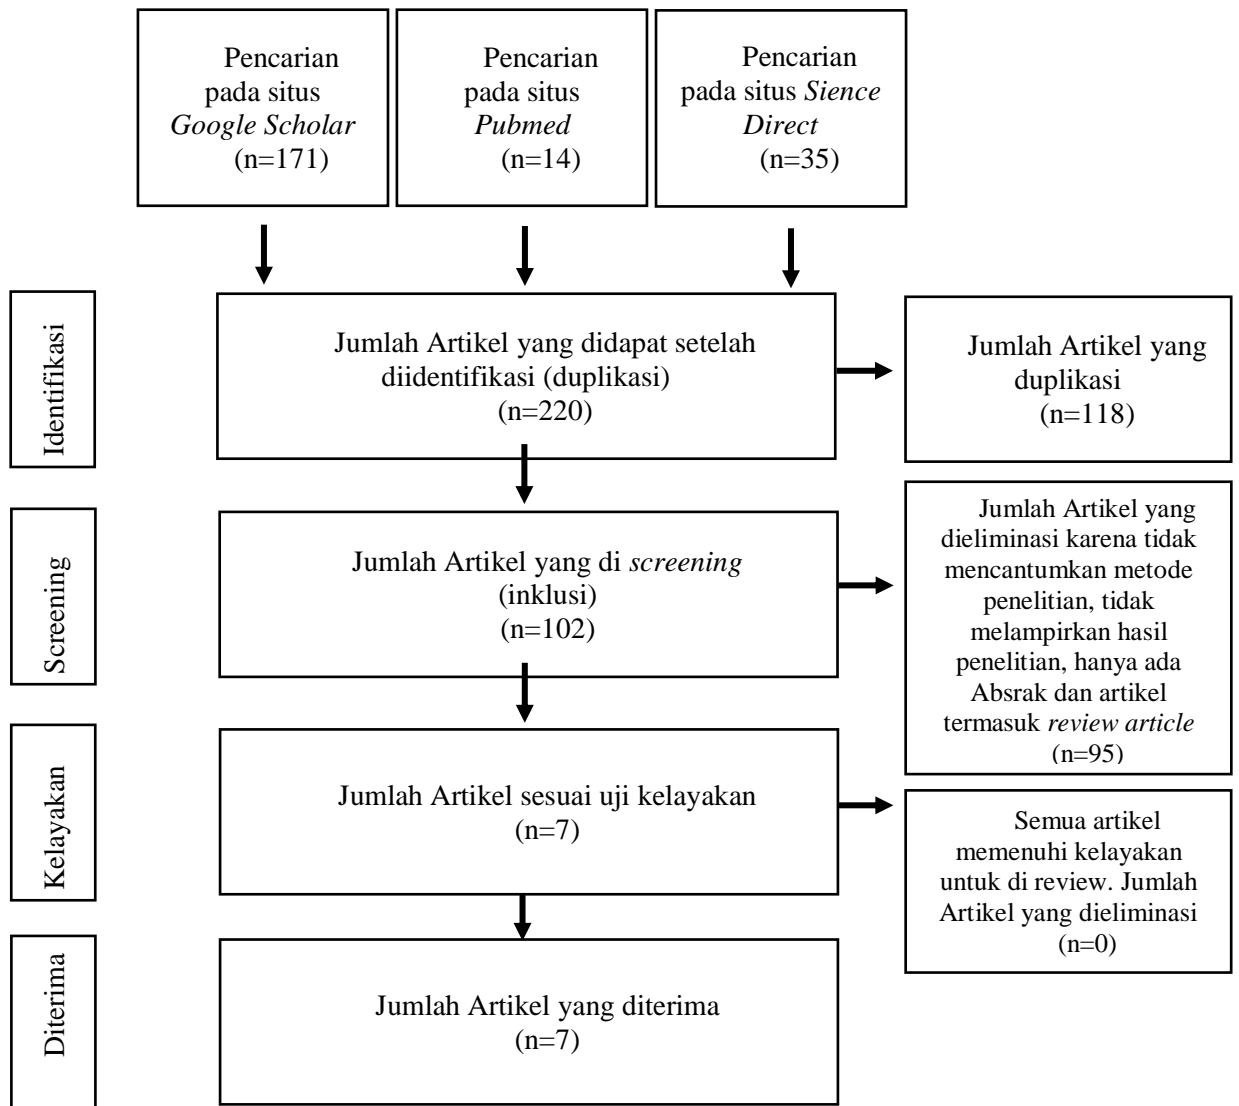 Pencarian
pada situs
Google Scholar
(n=171)
Pencarian
pada situs
Pubmed
(n=14)
Pencarian
pada situs Sience
Direct
(n=35)
Identifikasi
Jumlah Artikel yang didapat setelah
diidentifikasi (duplikasi)
(n=220)
Jumlah Artikel yang
duplikasi
(n=118)
Screening
Jumlah Artikel yang di screening
(inklusi)
(n=102)
Jumlah Artikel yang
dieliminasi karena tidak
mencantumkan metode
penelitian, tidak
melampirkan hasil
penelitian, hanya ada
Absrak dan artikel
termasuk review article
(n=95)
Kelayakan
Jumlah Artikel sesuai uji kelayakan
(n=7)
Semua artikel
memenuhi kelayakan
untuk di review. Jumlah
Artikel yang dieliminasi
(n=0)
Diterima
Jumlah Artikel yang diterima
(n=7)